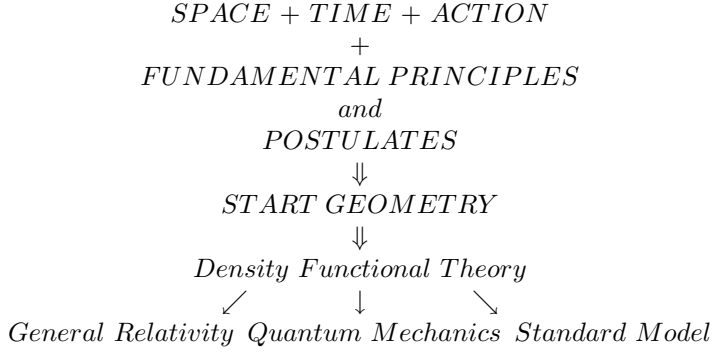 SPACE + TIME + ACTION
+
FUNDAMENTAL PRINCIPLES
and
POSTULATES
⇓
START GEOMETRY
⇓
Density Functional Theory
↙ ↓ ↘
General Relativity Quantum Mechanics Standard Model